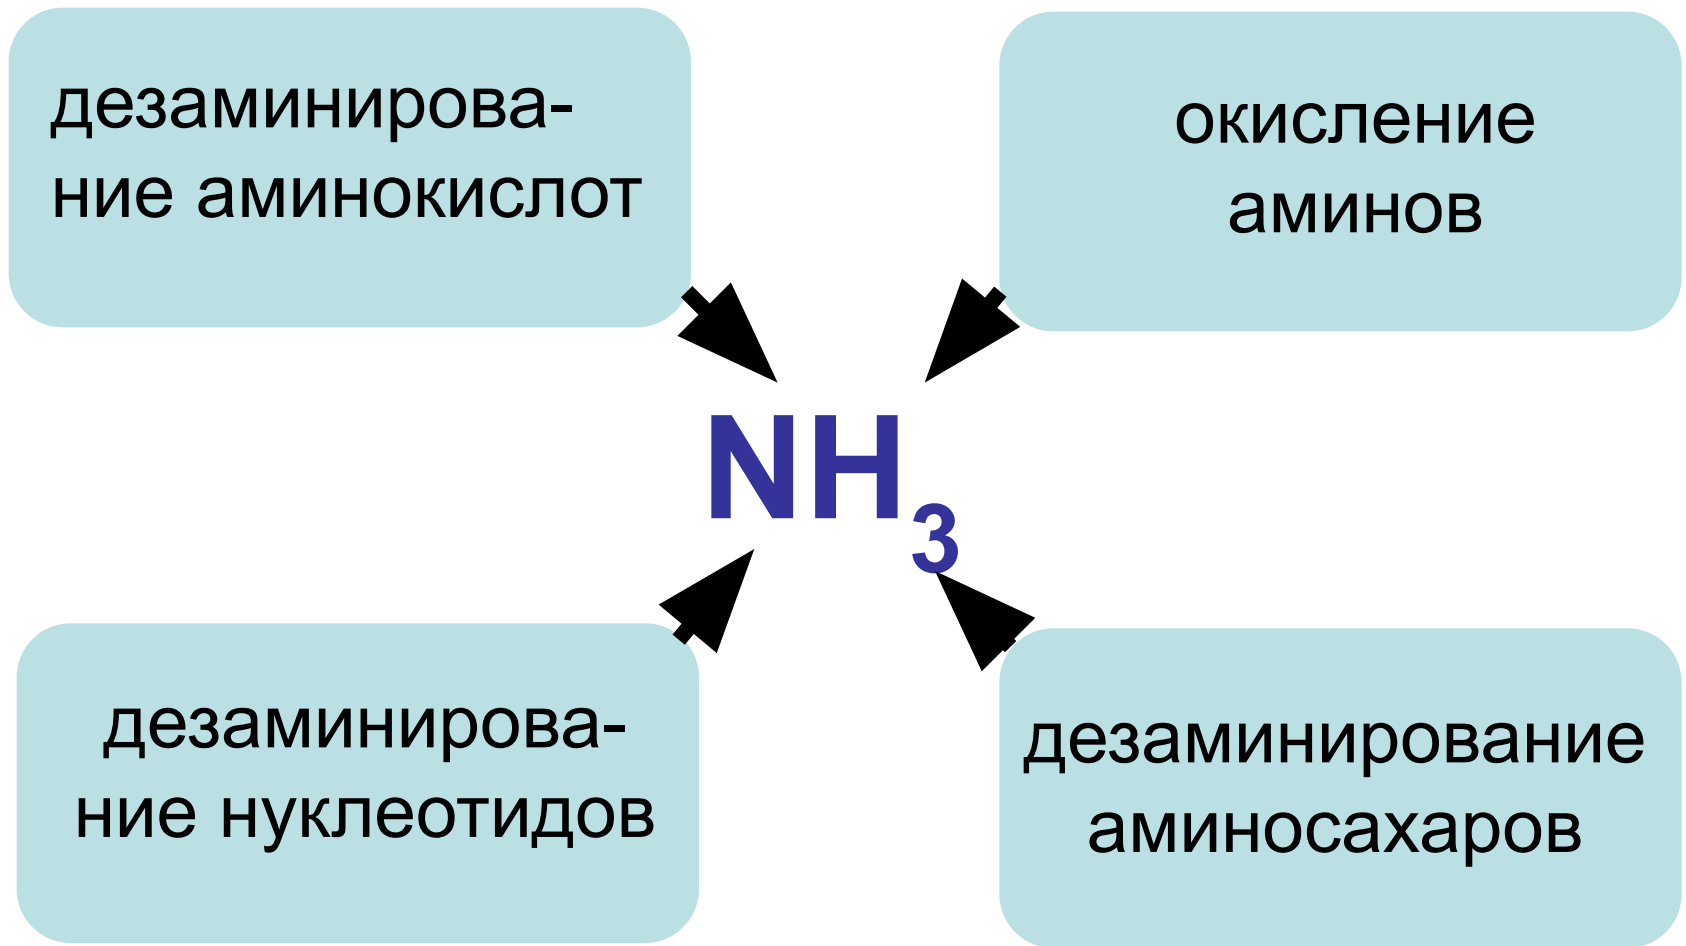 дезаминирова-
ние аминокислот
окисление
аминов
NH₃
дезаминирова-
ние нуклеотидов
дезаминирование
аминосахаров